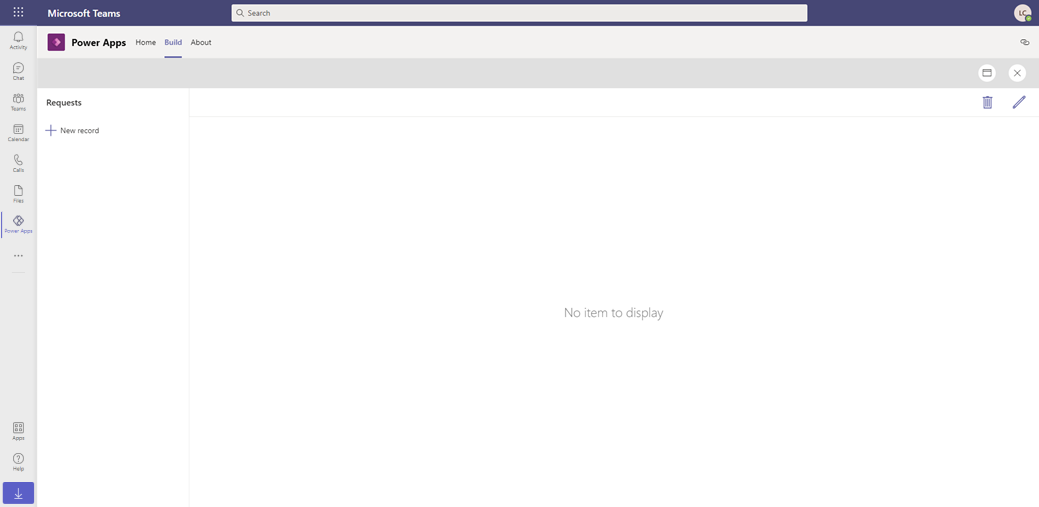 Microsoft Teams
Search
LC
Activity
Chat
Teams
Calendar
Calls
Files
Power Apps
Apps
Help
Power Apps
Home
Build
About
Requests
New record
No item to display